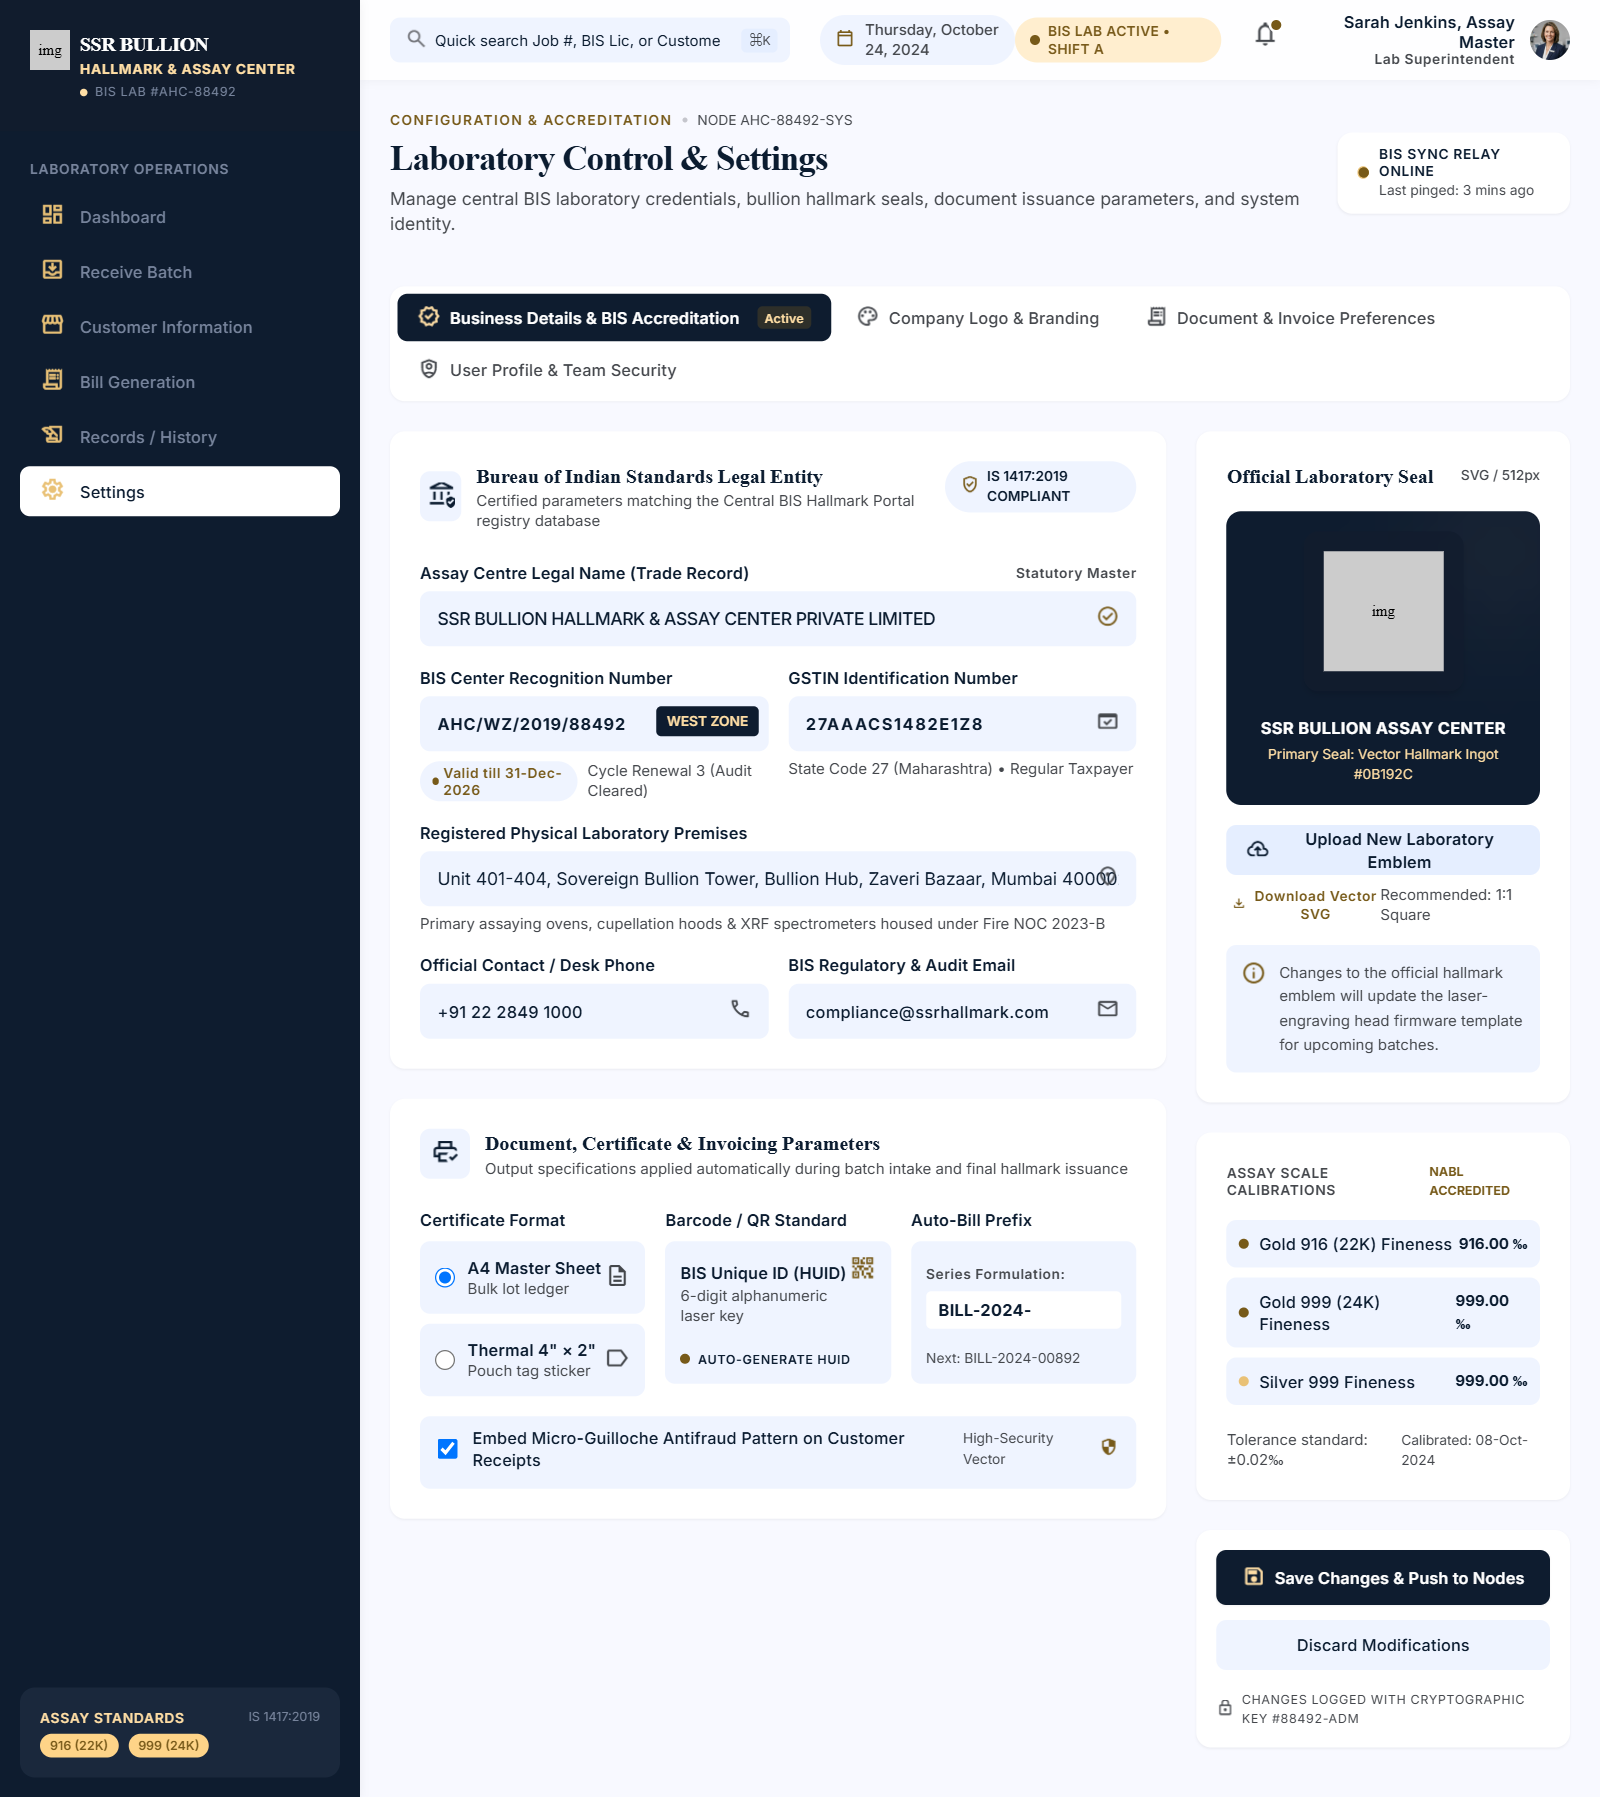 img
SSR BULLION
HALLMARK & ASSAY CENTER
BIS LAB #AHC-88492
LABORATORY OPERATIONS
Dashboard
Receive Batch
Customer Information
Bill Generation
Records / History
Settings
ASSAY STANDARDS
IS 1417:2019
916 (22K)
999 (24K)
Quick search Job #, BIS Lic, or Custome
⌘K
Thursday, October
24, 2024
BIS LAB ACTIVE •
SHIFT A
Sarah Jenkins, Assay
Master
Lab Superintendent
CONFIGURATION & ACCREDITATION • NODE AHC-88492-SYS
Laboratory Control & Settings
Manage central BIS laboratory credentials, bullion hallmark seals, document issuance parameters, and system
identity.
BIS SYNC RELAY
ONLINE
Last pinged: 3 mins ago
Business Details & BIS Accreditation
Active
Company Logo & Branding
Document & Invoice Preferences
User Profile & Team Security
Bureau of Indian Standards Legal Entity
Certified parameters matching the Central BIS Hallmark Portal
registry database
IS 1417:2019
COMPLIANT
Assay Centre Legal Name (Trade Record)
Statutory Master
SSR BULLION HALLMARK & ASSAY CENTER PRIVATE LIMITED
BIS Center Recognition Number
AHC/WZ/2019/88492
WEST ZONE
Valid till 31-Dec-
2026
Cycle Renewal 3 (Audit
Cleared)
GSTIN Identification Number
27AAACS1482E1Z8
State Code 27 (Maharashtra) • Regular Taxpayer
Registered Physical Laboratory Premises
Unit 401-404, Sovereign Bullion Tower, Bullion Hub, Zaveri Bazaar, Mumbai 40000
Primary assaying ovens, cupellation hoods & XRF spectrometers housed under Fire NOC 2023-B
Official Contact / Desk Phone
+91 22 2849 1000
BIS Regulatory & Audit Email
compliance@ssrhallmark.com
Document, Certificate & Invoicing Parameters
Output specifications applied automatically during batch intake and final hallmark issuance
Certificate Format
A4 Master Sheet
Bulk lot ledger
Thermal 4" × 2"
Pouch tag sticker
Barcode / QR Standard
BIS Unique ID (HUID)
6-digit alphanumeric
laser key
AUTO-GENERATE HUID
Auto-Bill Prefix
Series Formulation:
BILL-2024-
Next: BILL-2024-00892
Embed Micro-Guilloche Antifraud Pattern on Customer
Receipts
High-Security
Vector
Official Laboratory Seal
SVG / 512px
img
SSR BULLION ASSAY CENTER
Primary Seal: Vector Hallmark Ingot
#0B192C
Upload New Laboratory
Emblem
Download Vector
SVG
Recommended: 1:1
Square
Changes to the official hallmark
emblem will update the laser-
engraving head firmware template
for upcoming batches.
ASSAY SCALE
CALIBRATIONS
NABL
ACCREDITED
Gold 916 (22K) Fineness 916.00 ‰
Gold 999 (24K)
Fineness
999.00
‰
Silver 999 Fineness 999.00 ‰
Tolerance standard:
±0.02‰
Calibrated: 08-Oct-
2024
Save Changes & Push to Nodes
Discard Modifications
CHANGES LOGGED WITH CRYPTOGRAPHIC
KEY #88492-ADM